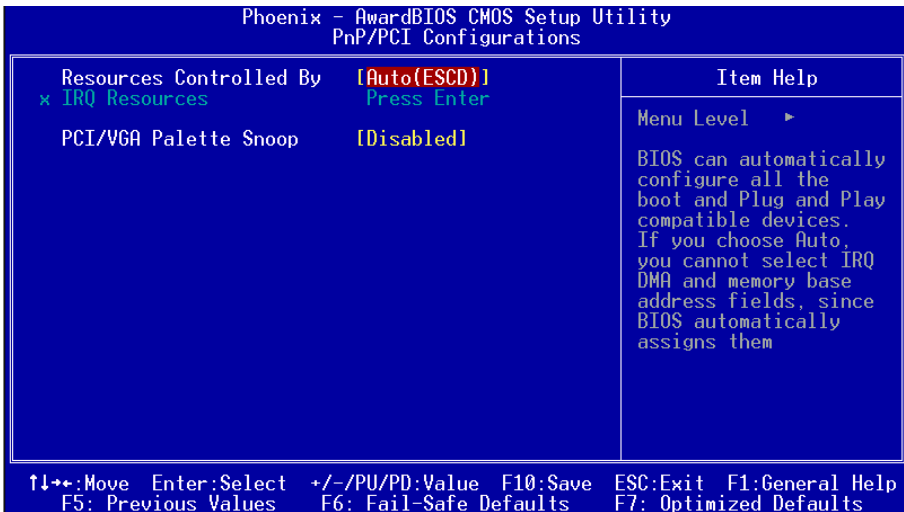 Phoenix - AwardBIOS CMOS Setup Utility
PnP/PCI Configurations
Resources Controlled By [Auto(ESCD)]
x IRQ Resources Press Enter
PCI/VGA Palette Snoop [Disabled]
Item Help
Menu Level ►
BIOS can automatically
configure all the
boot and Plug and Play
compatible devices.
If you choose Auto,
you cannot select IRQ
DMA and memory base
address fields, since
BIOS automatically
assigns them
↑↓→←:Move Enter:Select +/-/PU/PD:Value F10:Save ESC:Exit F1:General Help
F5: Previous Values F6: Fail-Safe Defaults F7: Optimized Defaults